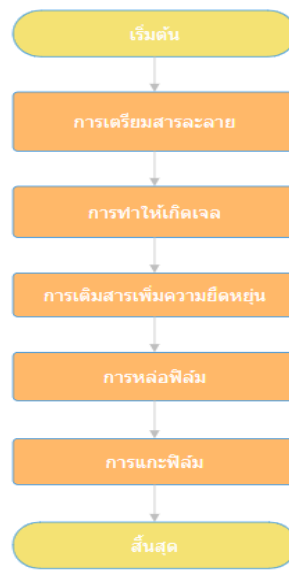 เริ่มต้น
การเตรียมสารละลาย
การทำให้เกิดเจล
การเติมสารเพิ่มความยืดหยุ่น
การหล่อฟิล์ม
การแกะฟิล์ม
สิ้นสุด